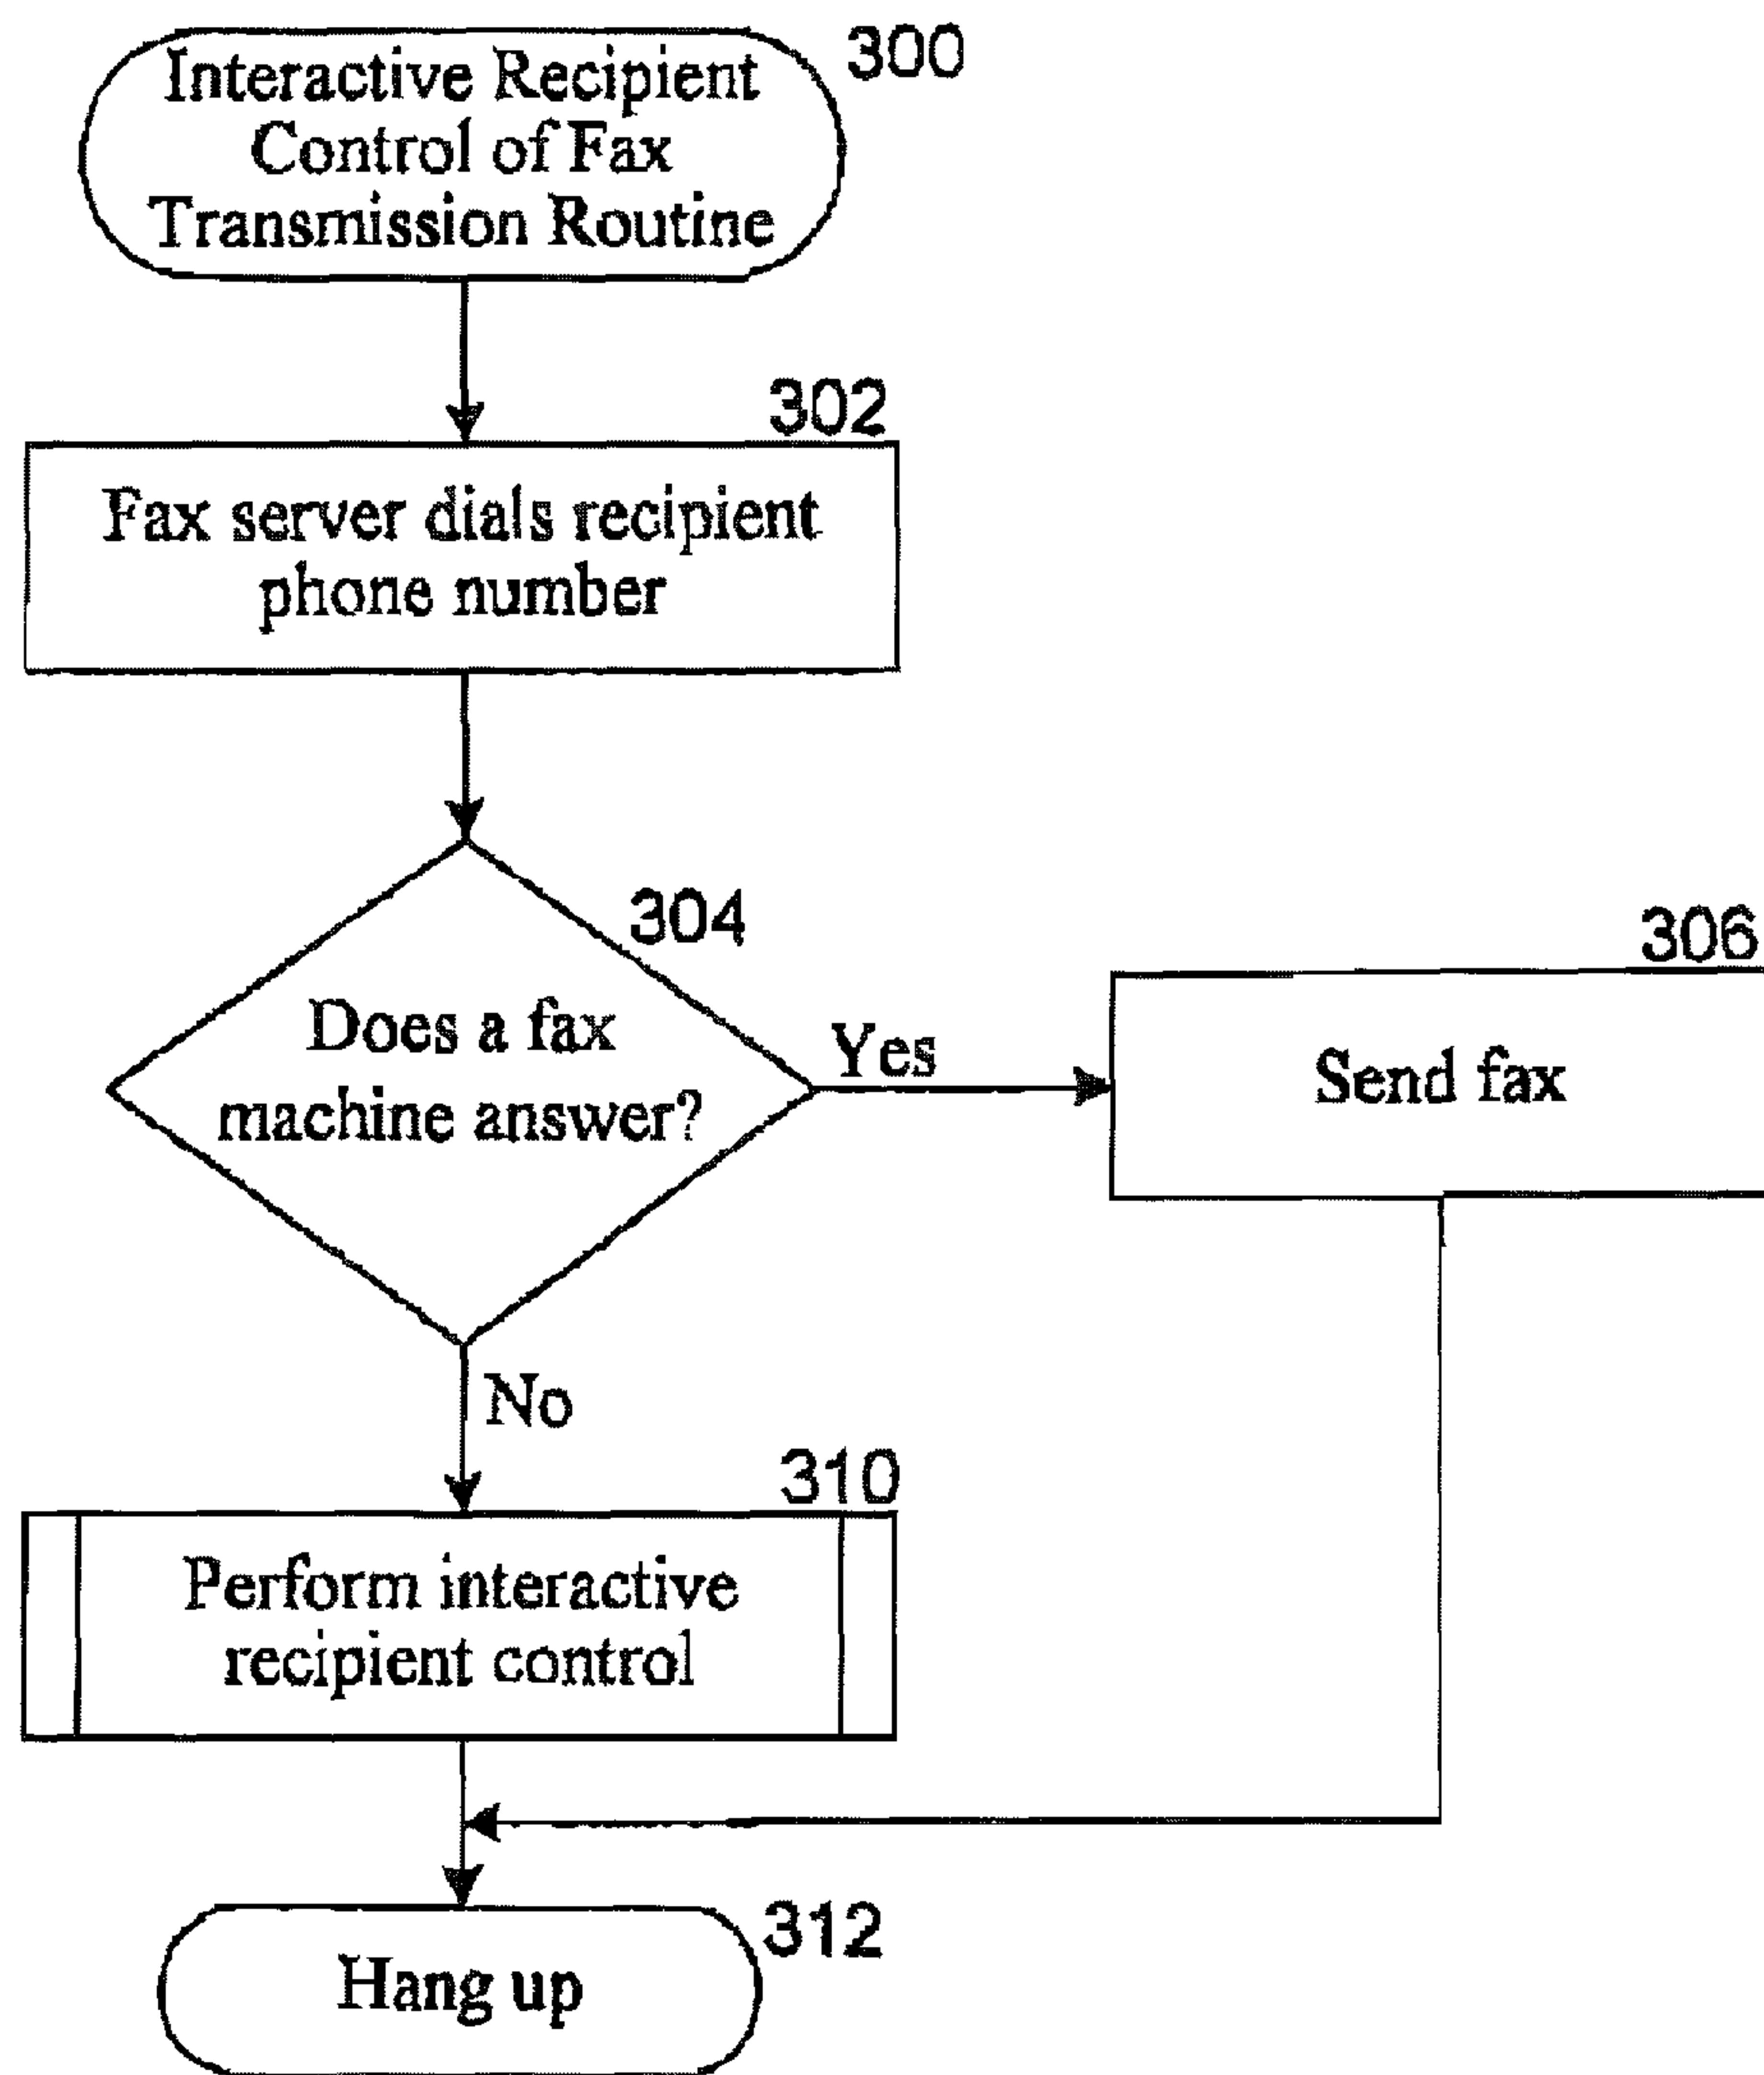 300
Interactive Recipient
Control of Fax
Transmission Routine
302
Fax server dials recipient
phone number
304
Does a fax
machine answer?
Yes
306
Send fax
No
310
Perform interactive
recipient control
312
Hang up